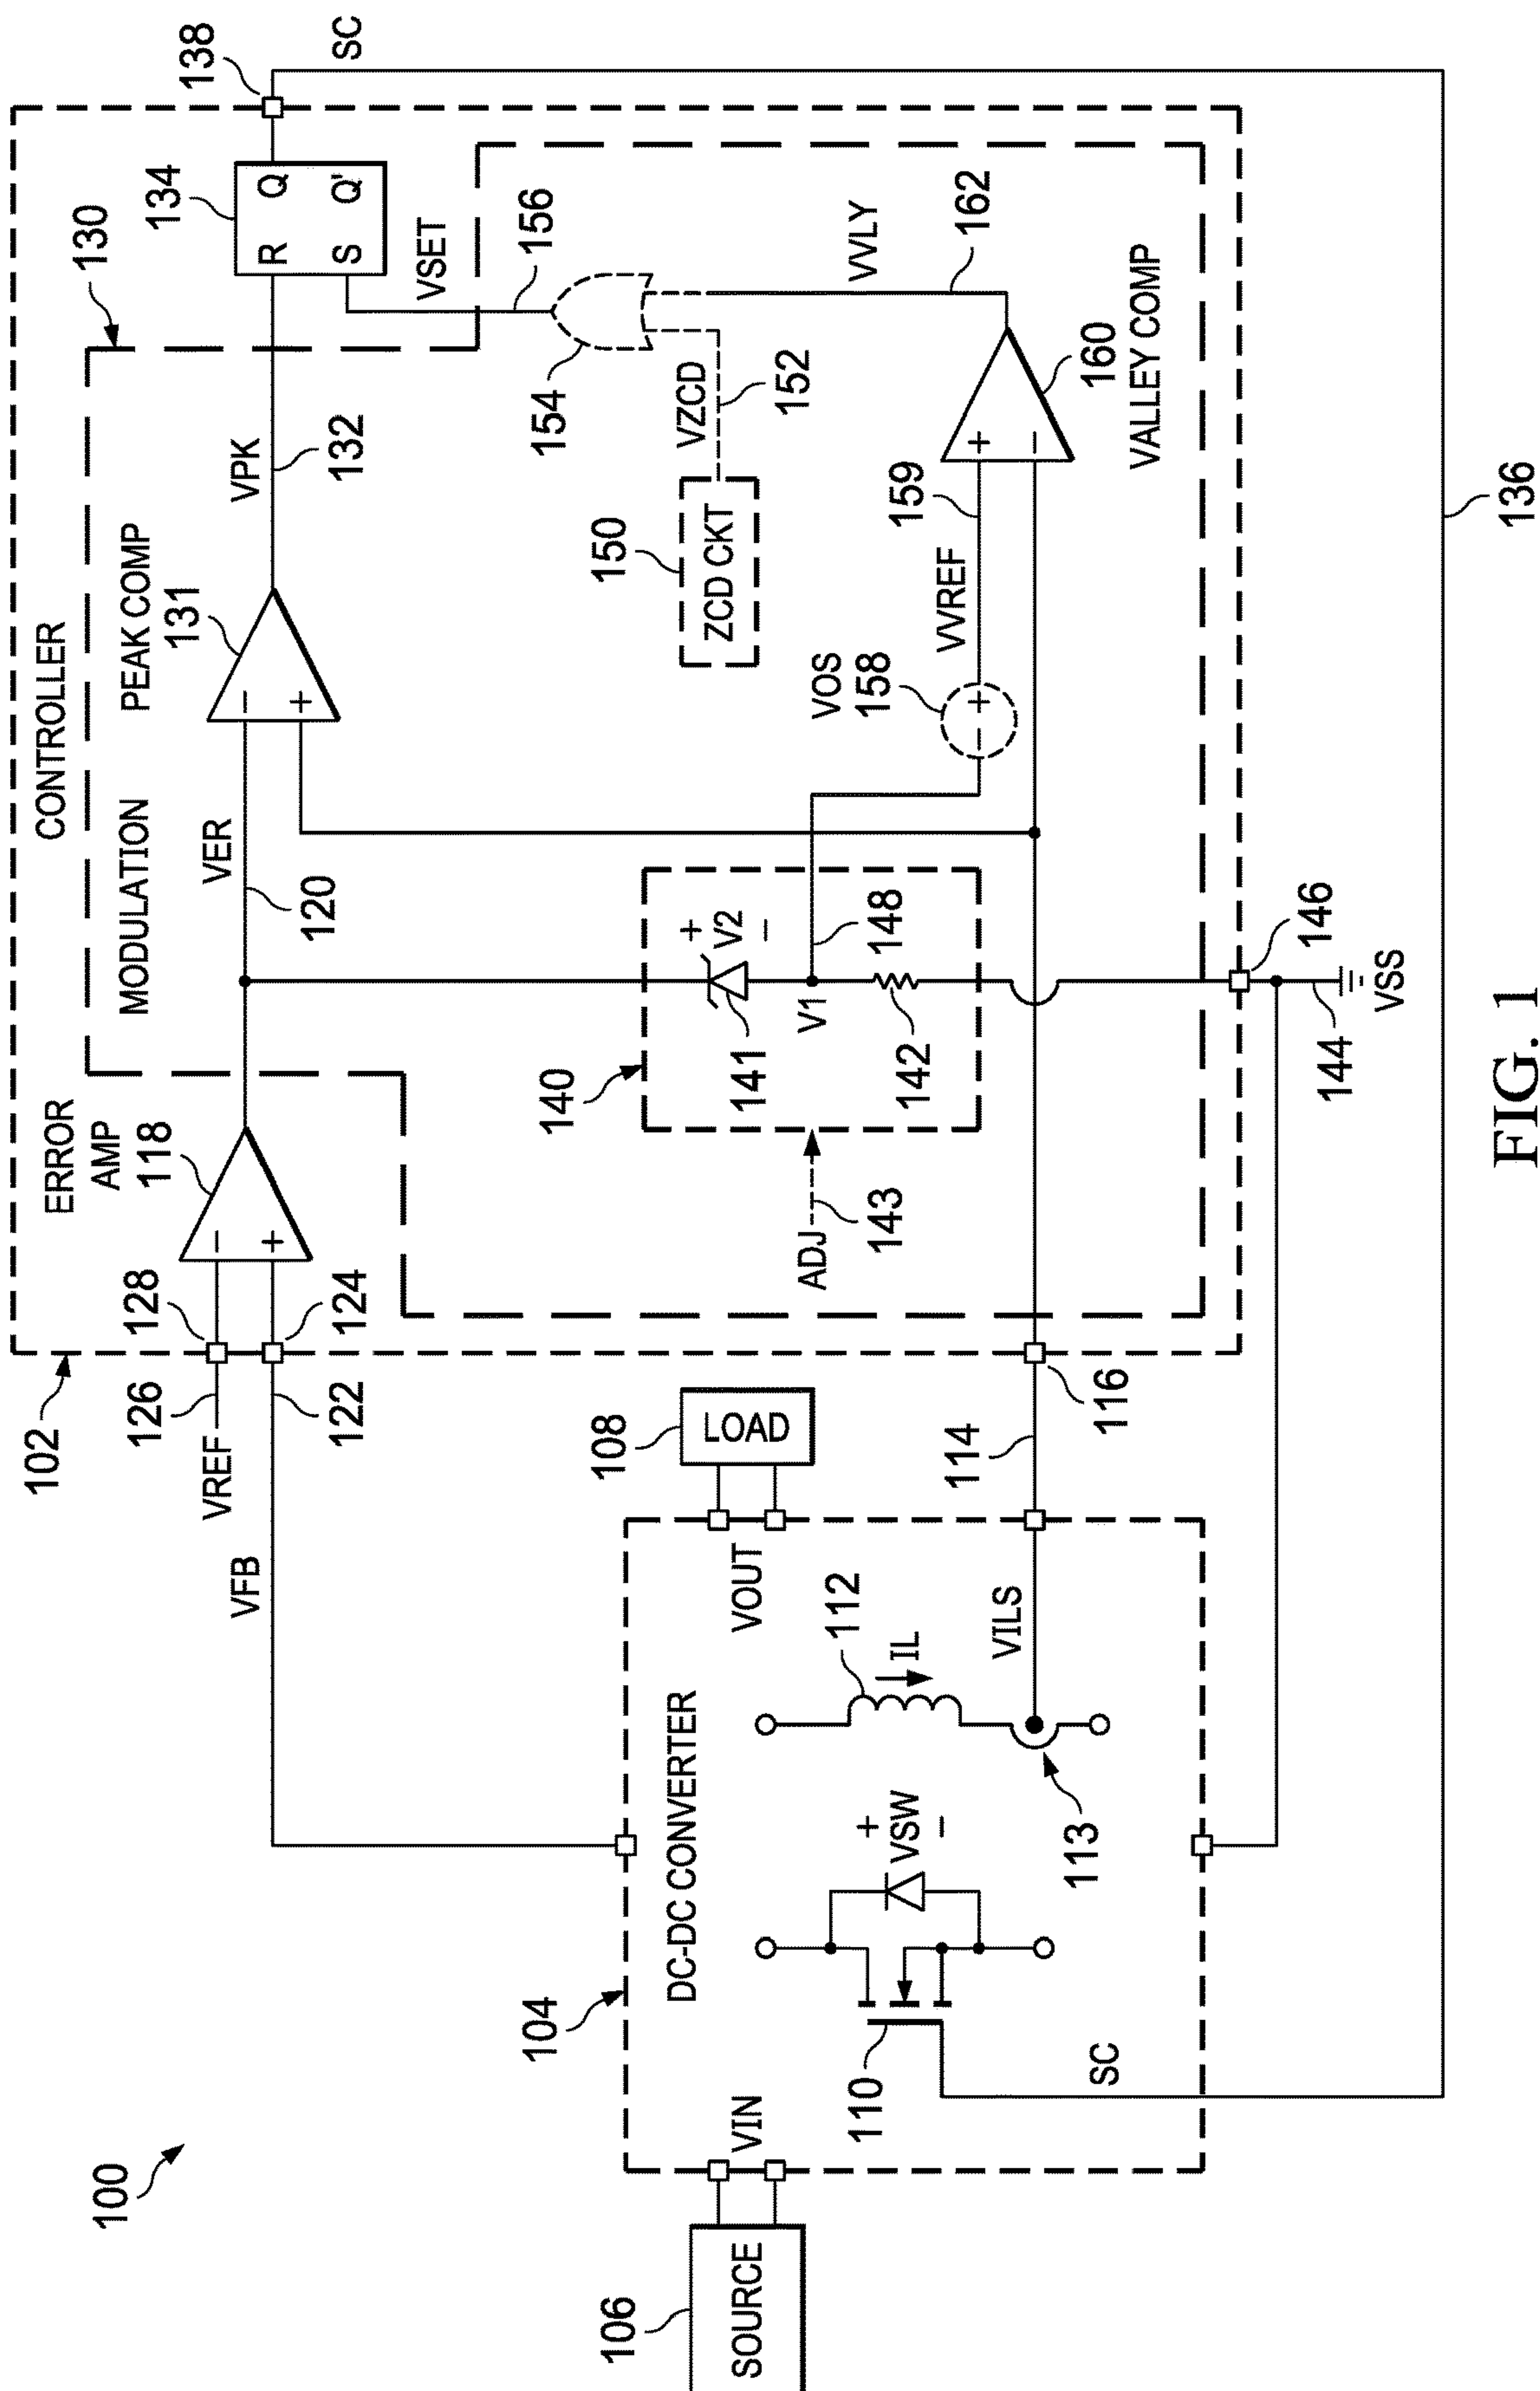 100
106
SOURCE
VIN
104
DC-DC CONVERTER
110
SC
+
VSW
−
113
112
IL
VILS
VOUT
108
LOAD
114
116
VFB
VREF
126
122
128
124
102
ERROR
AMP
118
−
+
CONTROLLER
MODULATION
130
VER
120
PEAK COMP
131
−
+
VPK
132
134
R
Q
S
Q'
138
SC
VSET
156
154
VZCD
152
150
ZCD CKT
140
141
+
V2
−
V1
148
142
ADJ
143
VOS
158
−
+
VVREF
159
+
−
160
VALLEY COMP
VVLY
162
146
144
VSS
136
FIG. 1